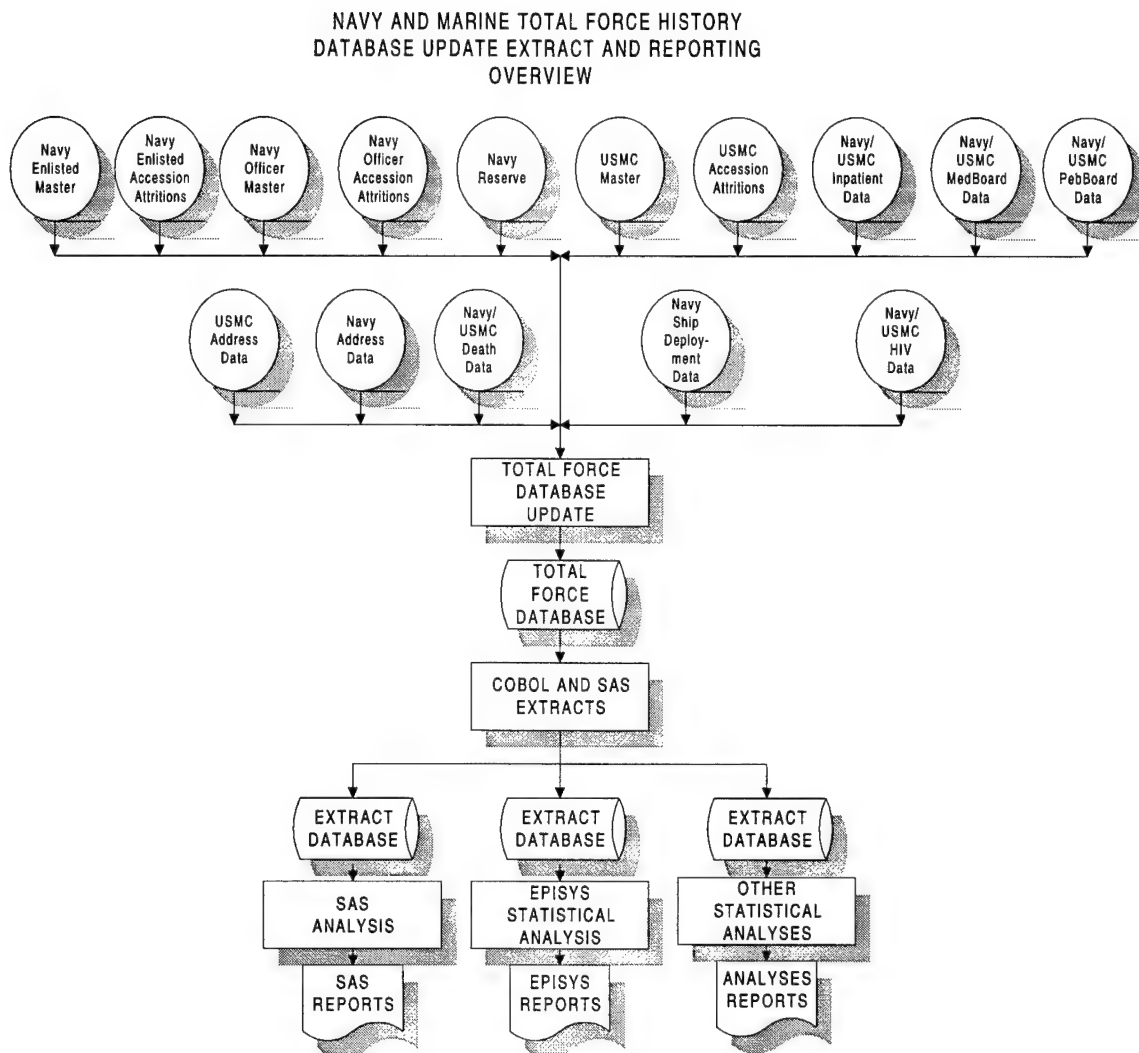 NAVY AND MARINE TOTAL FORCE HISTORY
DATABASE UPDATE EXTRACT AND REPORTING
OVERVIEW
Navy
Enlisted
Master
Navy
Enlisted
Accession
Attritions
Navy
Officer
Master
Navy
Officer
Accession
Attritions
Navy
Reserve
USMC
Master
USMC
Accession
Attritions
Navy/
USMC
Inpatient
Data
Navy/
USMC
MedBoard
Data
Navy/
USMC
PebBoard
Data
USMC
Address
Data
Navy
Address
Data
Navy/
USMC
Death
Data
Navy
Ship
Deploy-
ment
Data
Navy/
USMC
HIV
Data
TOTAL FORCE
DATABASE
UPDATE
TOTAL
FORCE
DATABASE
COBOL AND SAS
EXTRACTS
EXTRACT
DATABASE
EXTRACT
DATABASE
EXTRACT
DATABASE
SAS
ANALYSIS
EPISYS
STATISTICAL
ANALYSIS
OTHER
STATISTICAL
ANALYSES
SAS
REPORTS
EPISYS
REPORTS
ANALYSES
REPORTS